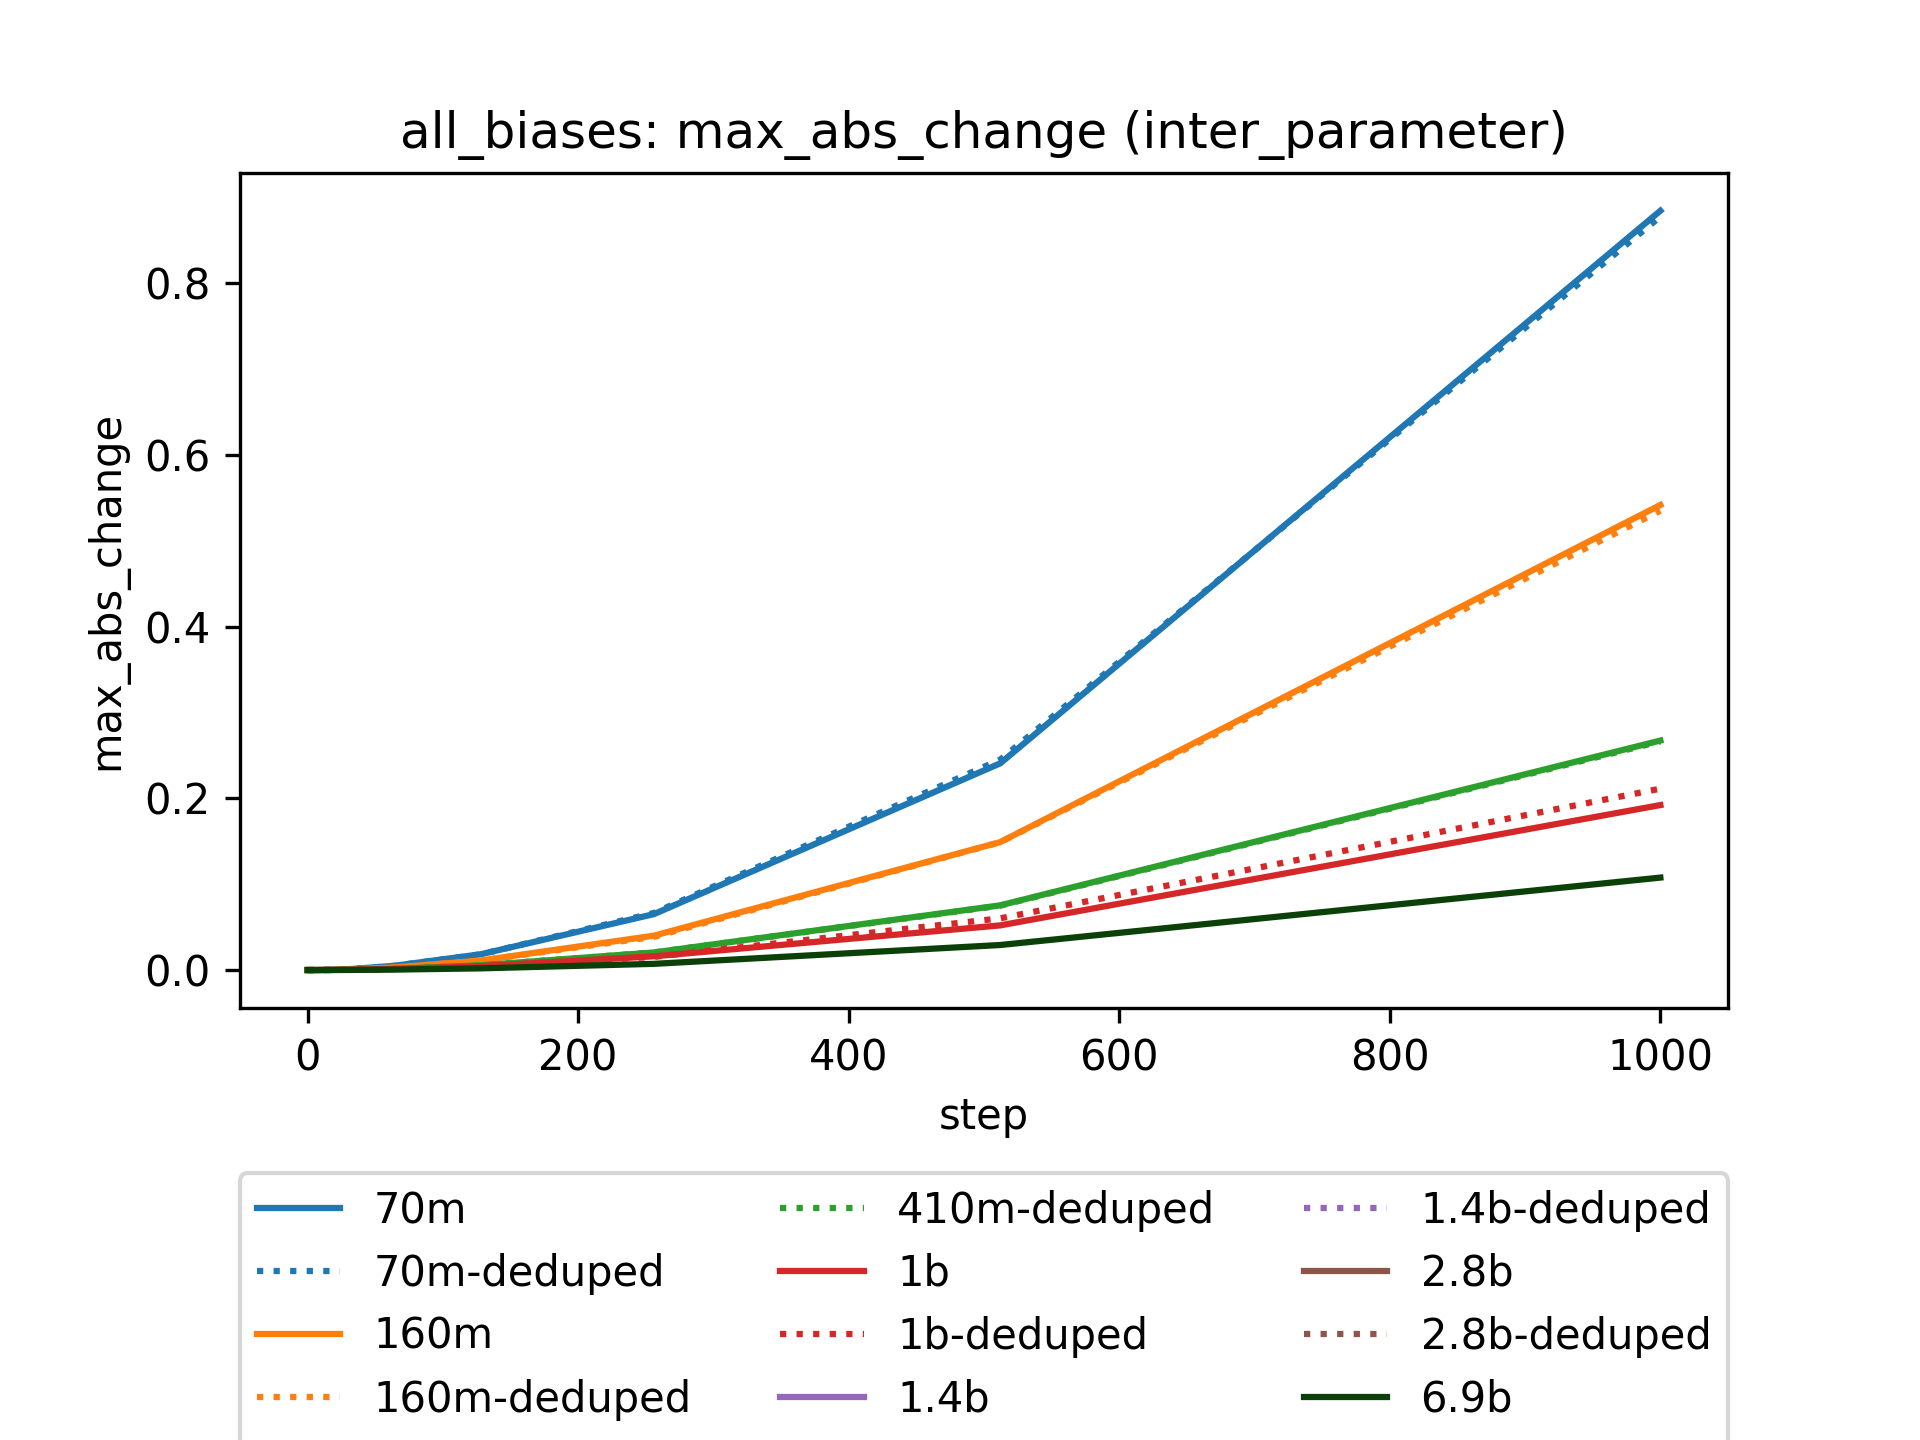 all_biases: max_abs_change (inter_parameter)
max_abs_change
0.8
0.6
0.4
0.2
0.0
0 200 400 600 800 1000
step
70m 410m-deduped 1.4b-deduped
70m-deduped 1b 2.8b
160m 1b-deduped 2.8b-deduped
160m-deduped 1.4b 6.9b